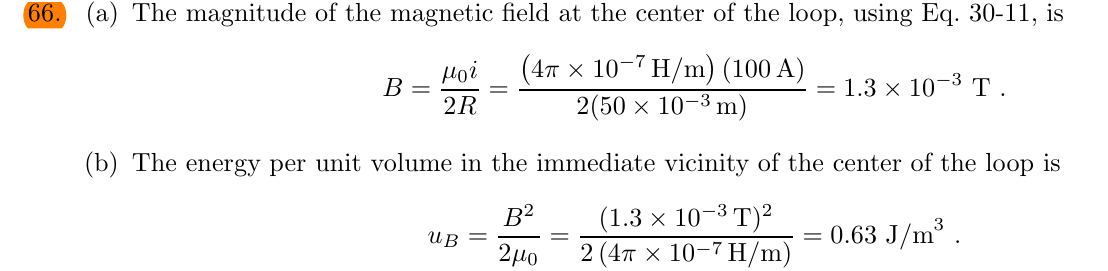 66. (a) The magnitude of the magnetic field at the center of the loop, using Eq. 30-11, is
B = μ₀i / 2R = (4π × 10⁻⁷ H/m) (100 A) / 2(50 × 10⁻³ m) = 1.3 × 10⁻³ T .
(b) The energy per unit volume in the immediate vicinity of the center of the loop is
u_B = B² / 2μ₀ = (1.3 × 10⁻³ T)² / 2 (4π × 10⁻⁷ H/m) = 0.63 J/m³ .